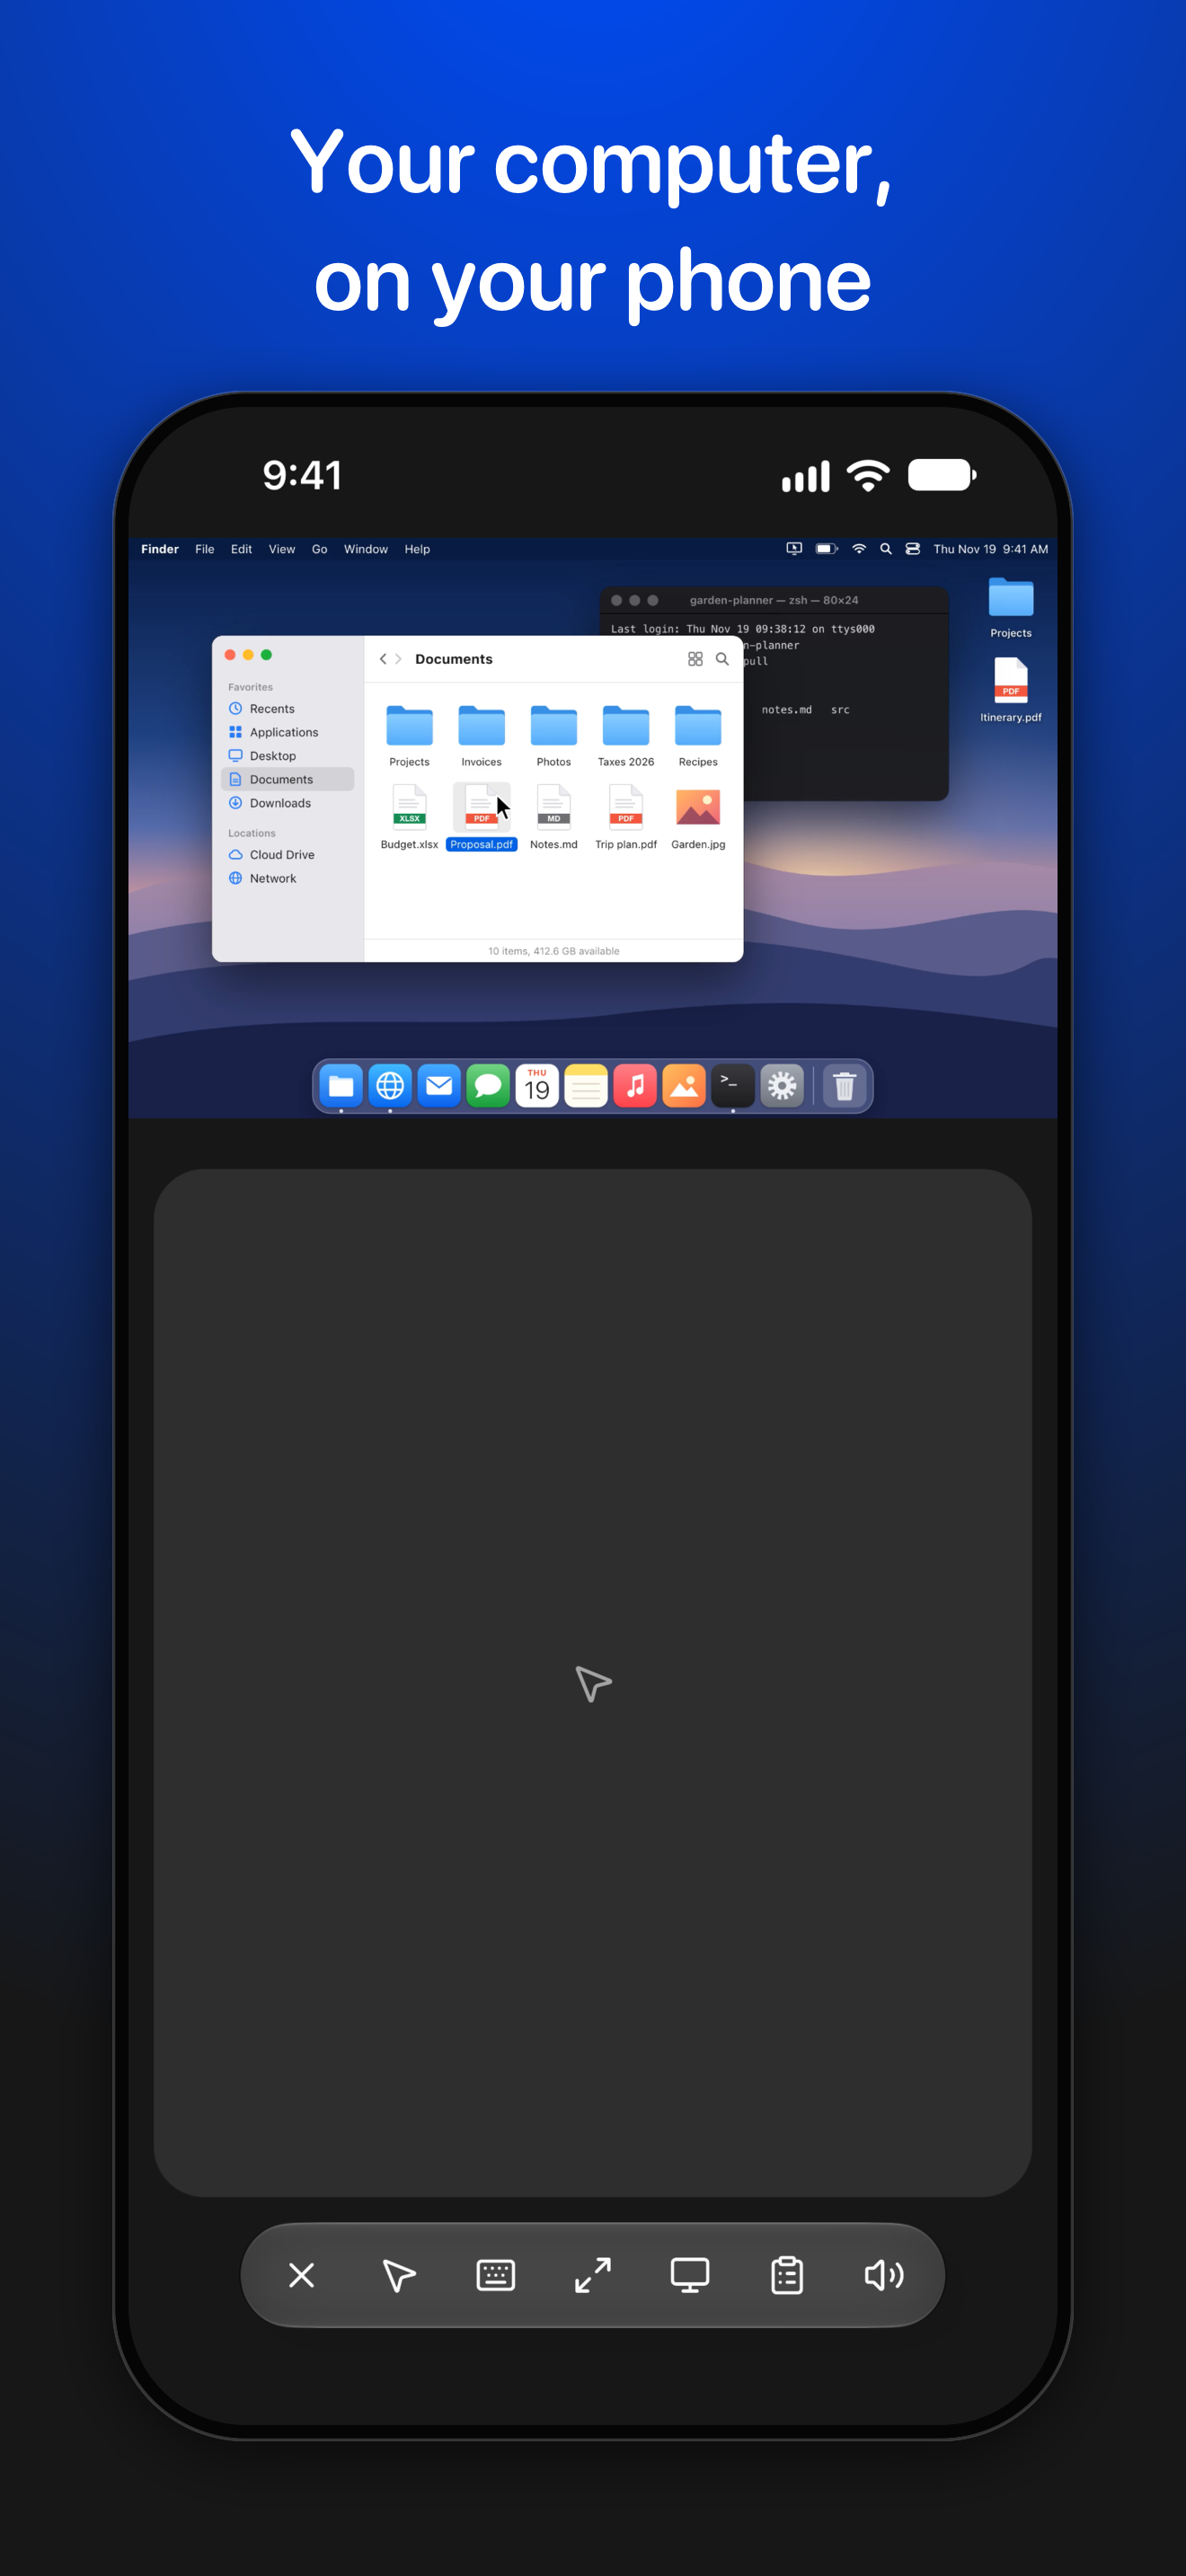 Your computer,
on your phone
9:41
Finder File Edit View Go Window Help Thu Nov 19 9:41 AM
garden-planner — zsh — 80×24
Last login: Thu Nov 19 09:38:12 on ttys000
n-planner
pull
notes.md src
Projects
PDF
Itinerary.pdf
Documents
Favorites
Recents
Applications
Desktop
Documents
Downloads
Locations
Cloud Drive
Network
Projects Invoices Photos Taxes 2026 Recipes
XLSX PDF MD PDF
Budget.xlsx Proposal.pdf Notes.md Trip plan.pdf Garden.jpg
10 items, 412.6 GB available
THU
19
>_